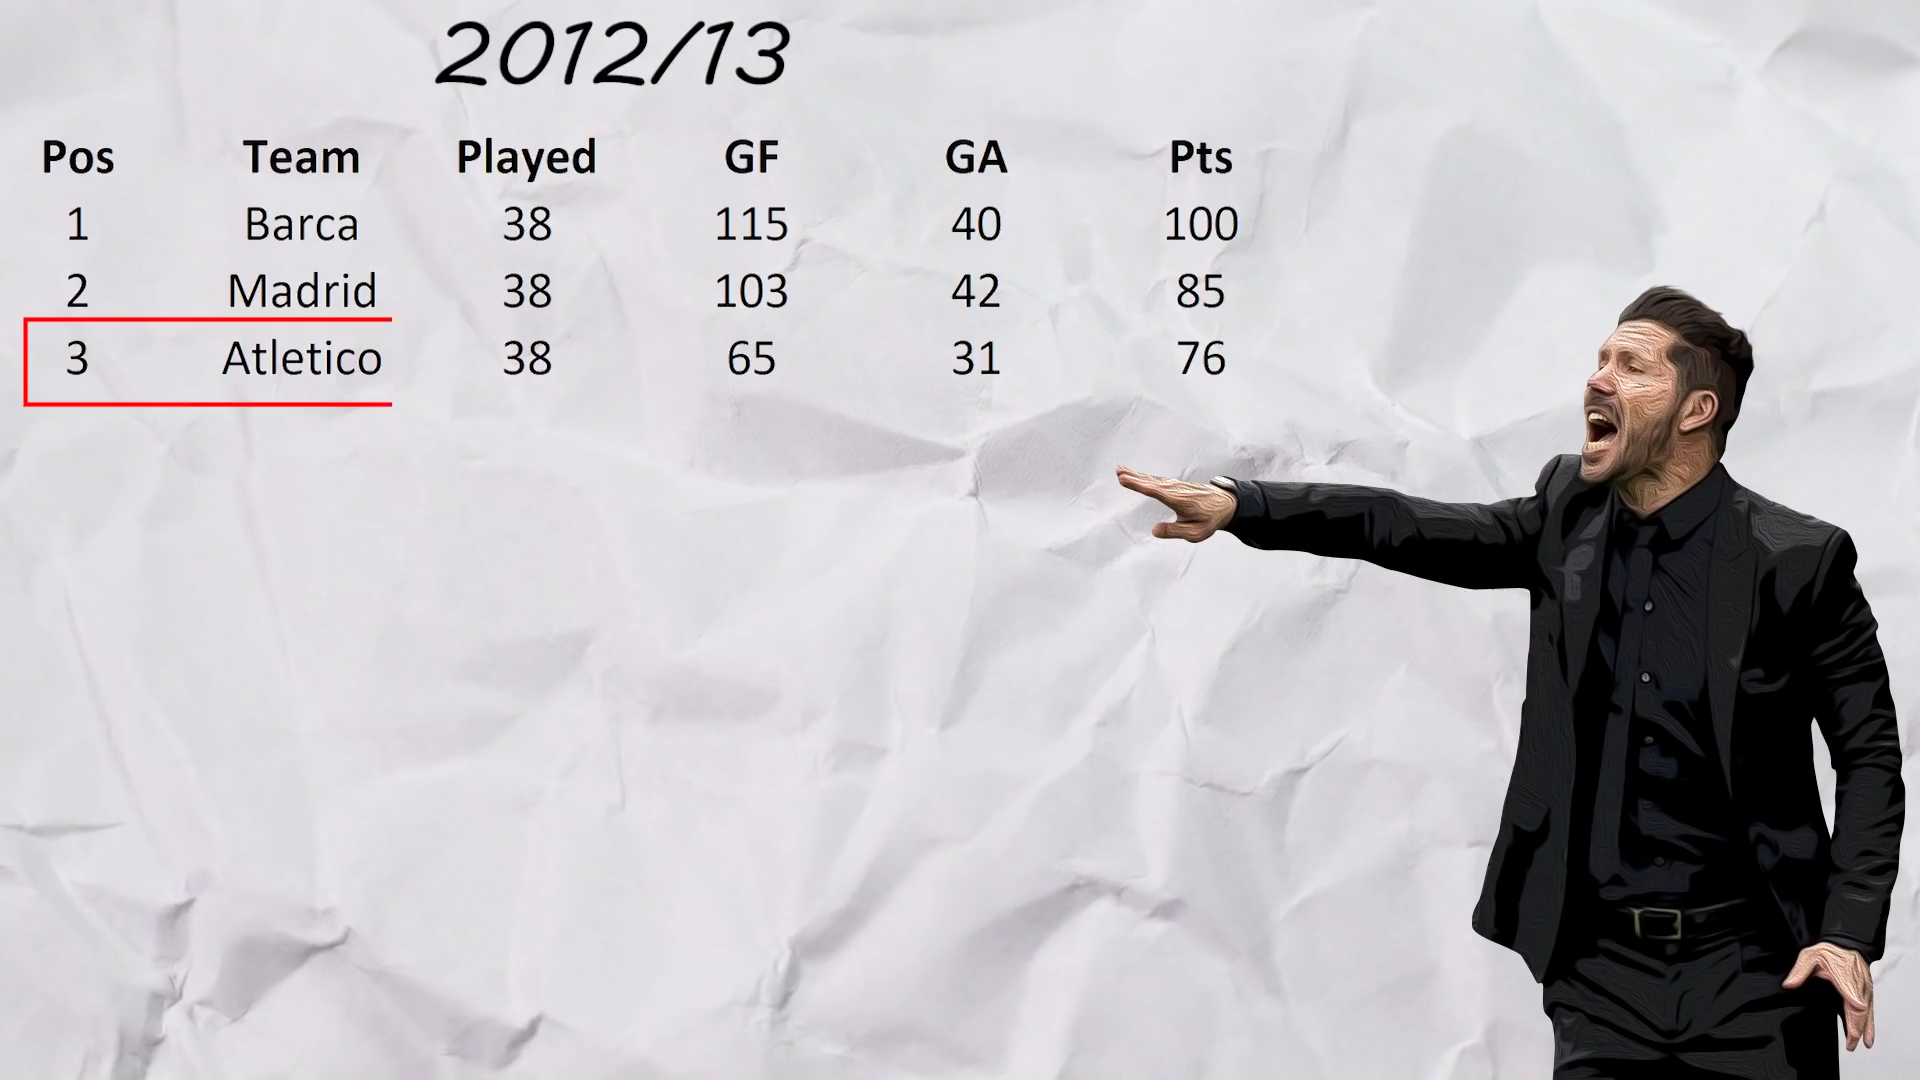 2012/13
Pos Team Played GF GA Pts
1 Barca 38 115 40 100
2 Madrid 38 103 42 85
3 Atletico 38 65 31 76